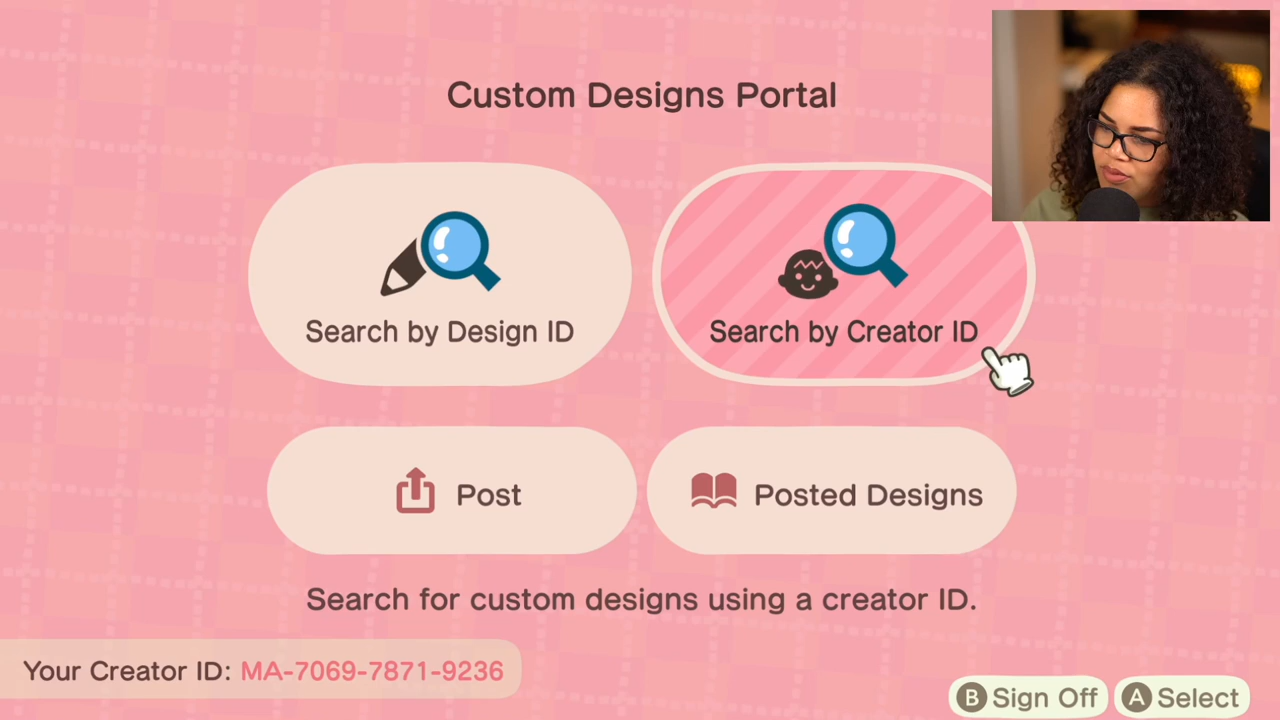 Custom Designs Portal
Search by Design ID
Search by Creator ID
Post
Posted Designs
Search for custom designs using a creator ID.
Your Creator ID: MA-7069-7871-9236
B Sign Off
A Select